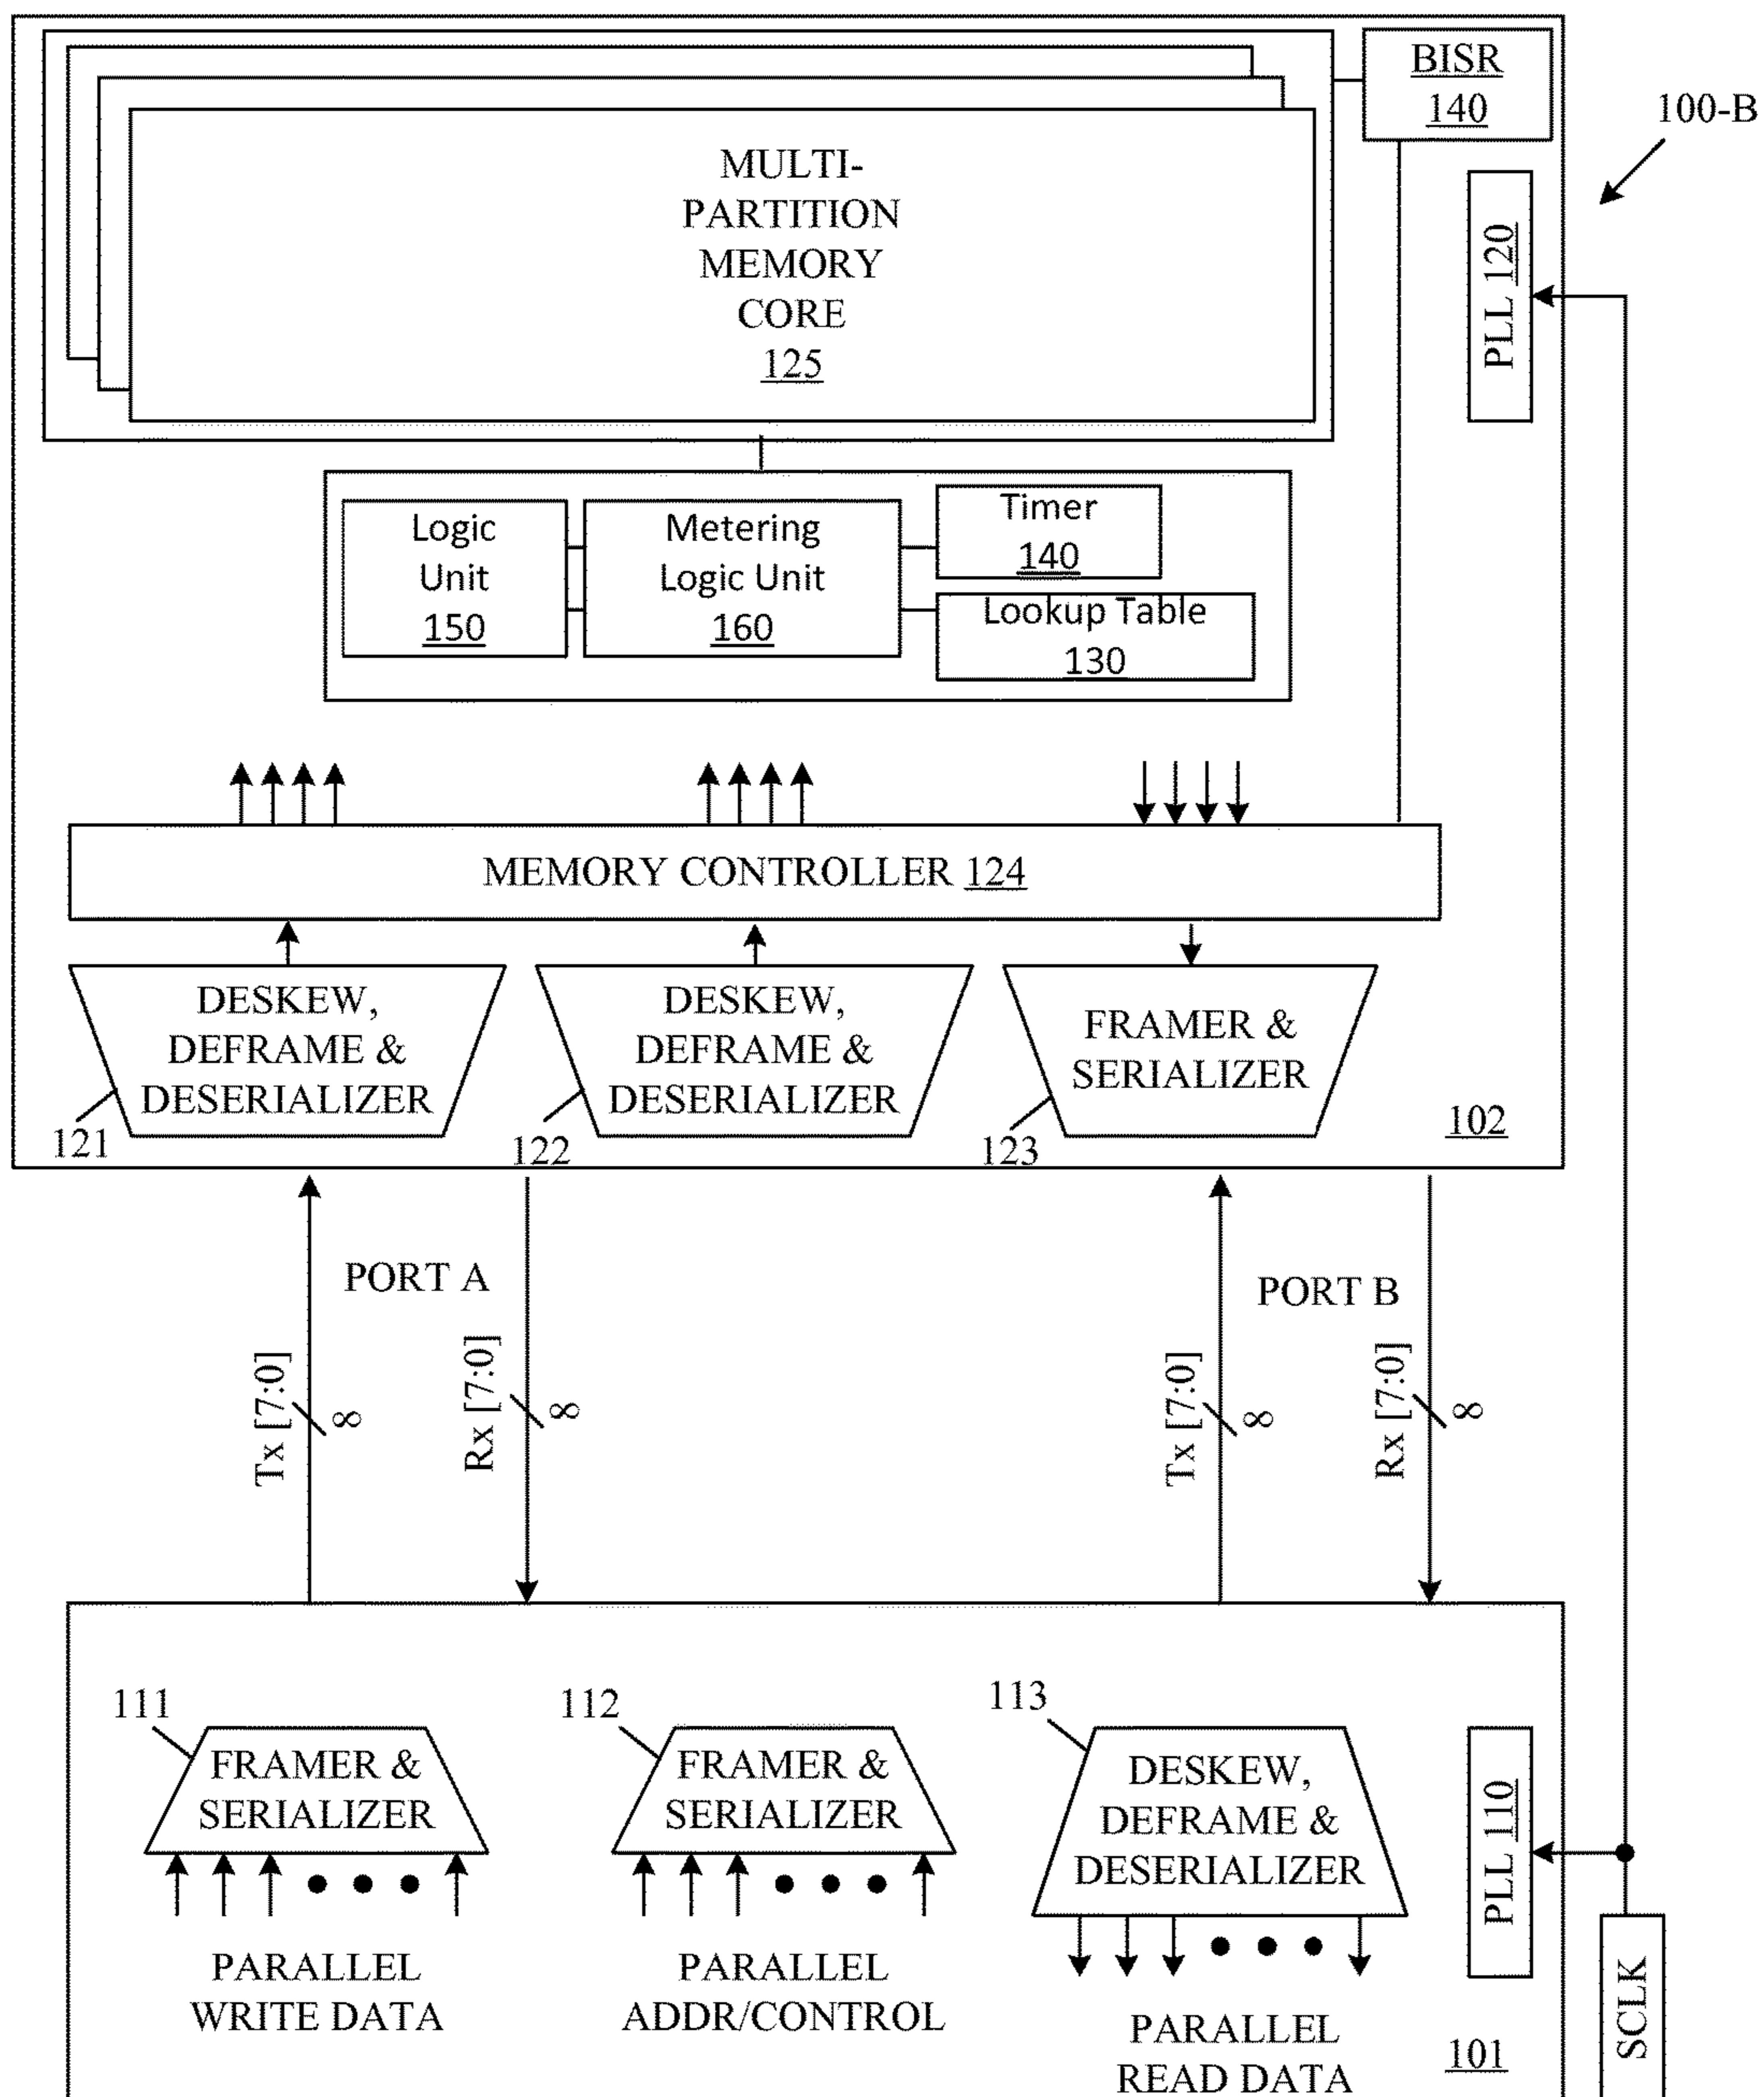 BISR
140
100-B
MULTI-
PARTITION
MEMORY
CORE
125
PLL 120
Logic
Unit
150
Metering
Logic Unit
160
Timer
140
Lookup Table
130
MEMORY CONTROLLER 124
DESKEW,
DEFRAME &
DESERIALIZER
121
DESKEW,
DEFRAME &
DESERIALIZER
122
FRAMER &
SERIALIZER
123
102
PORT A
Tx [7:0]
8
Rx [7:0]
8
PORT B
Tx [7:0]
8
Rx [7:0]
8
111
FRAMER &
SERIALIZER
PARALLEL
WRITE DATA
112
FRAMER &
SERIALIZER
PARALLEL
ADDR/CONTROL
113
DESKEW,
DEFRAME &
DESERIALIZER
PARALLEL
READ DATA
PLL 110
101
SCLK